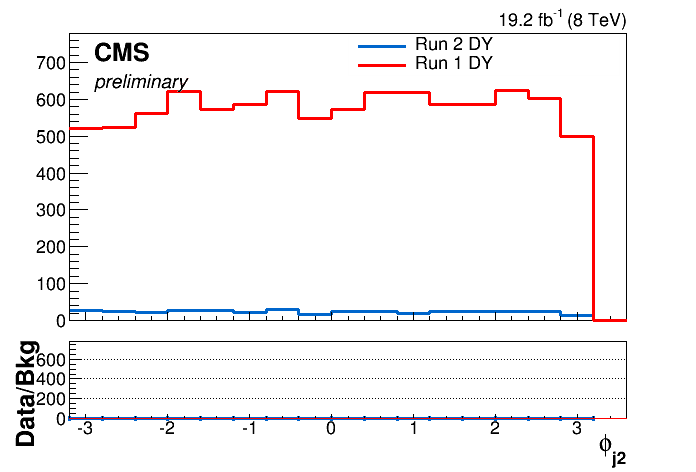 19.2 fb⁻¹ (8 TeV)
CMS
preliminary
Run 2 DY
Run 1 DY
700
600
500
400
300
200
100
0
Data/Bkg
600
400
200
0
-3 -2 -1 0 1 2 3
ϕj2